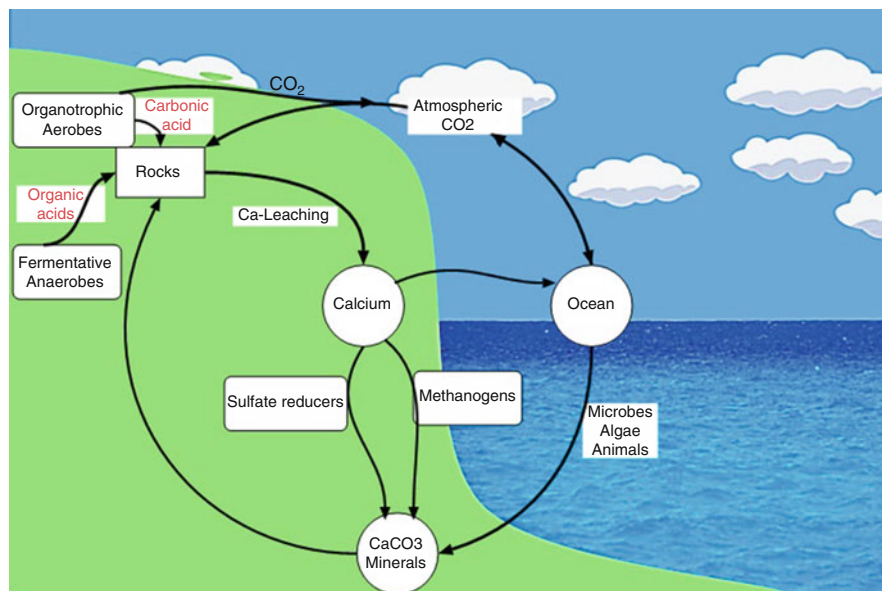 CO2
Organotrophic
Aerobes
Carbonic
acid
Atmospheric
CO2
Rocks
Organic
acids
Ca-Leaching
Fermentative
Anaerobes
Calcium
Ocean
Sulfate reducers
Methanogens
Microbes
Algae
Animals
CaCO3
Minerals